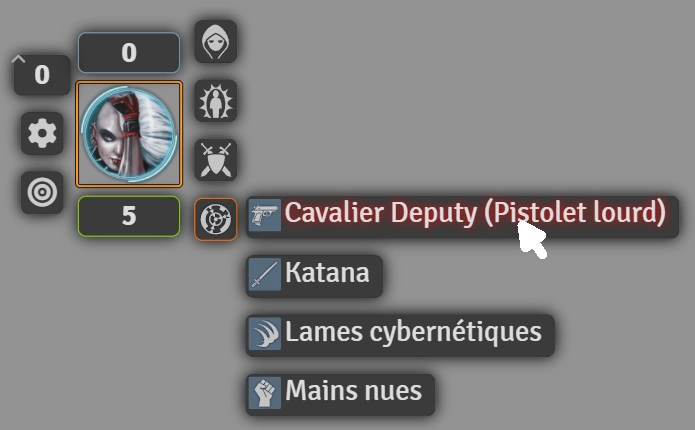 0
0
5
Cavalier Deputy (Pistolet lourd)
Katana
Lames cybernétiques
Mains nues